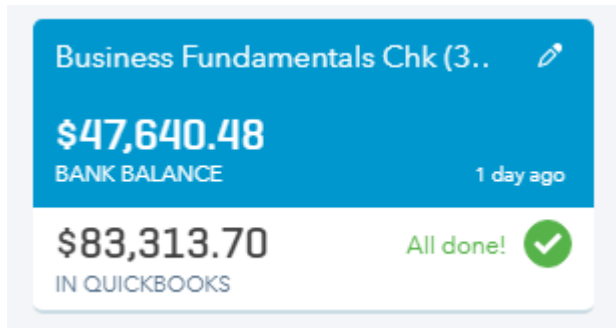 Business Fundamentals Chk (3..
$47,640.48
BANK BALANCE 1 day ago
$83,313.70 All done!
IN QUICKBOOKS